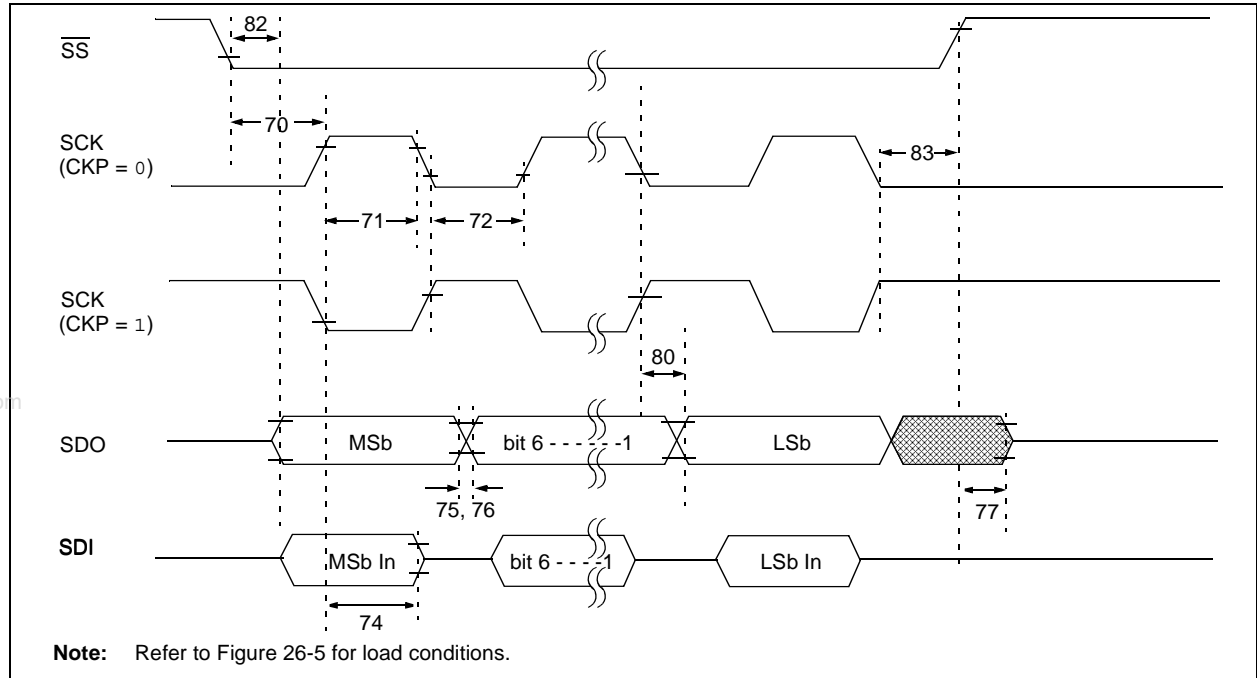 82
SS
70
SCK
(CKP = 0)
83
71
72
SCK
(CKP = 1)
80
om
SDO
MSb
bit 6 - - - - - -1
LSb
75, 76
77
SDI
MSb In
bit 6 - - - -1
LSb In
74
Note: Refer to Figure 26-5 for load conditions.